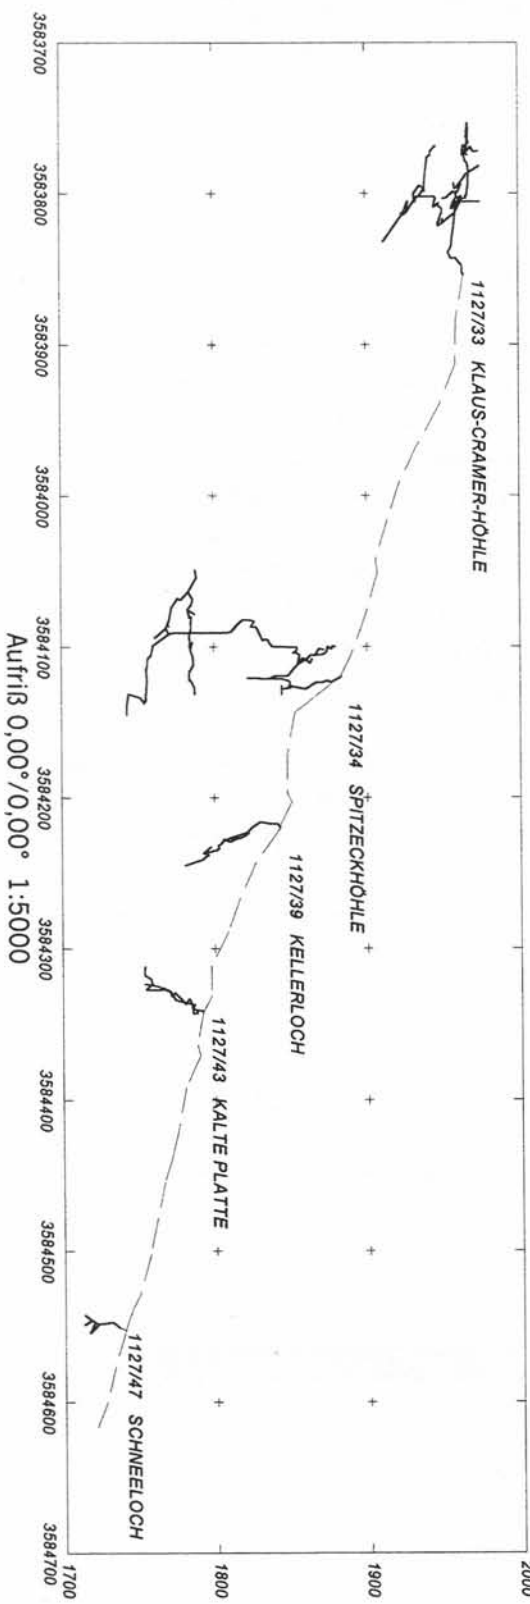 3583700
3583800
3583900
3584000
3584100
3584200
3584300
3584400
3584500
3584600
3584700
1700
1800
1900
2000
1127/33 KLAUS-CRAMER-HÖHLE
1127/34 SPITZECKHÖHLE
1127/39 KELLERLOCH
1127/43 KALTE PLATTE
1127/47 SCHNEELOCH
Aufriß 0,00°/0,00° 1:5000